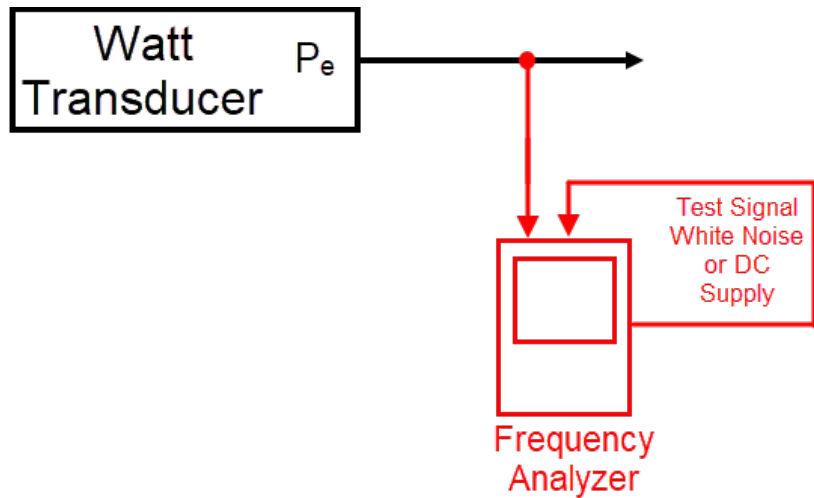 Watt
Transducer
Pe
Test Signal
White Noise
or DC
Supply
Frequency
Analyzer